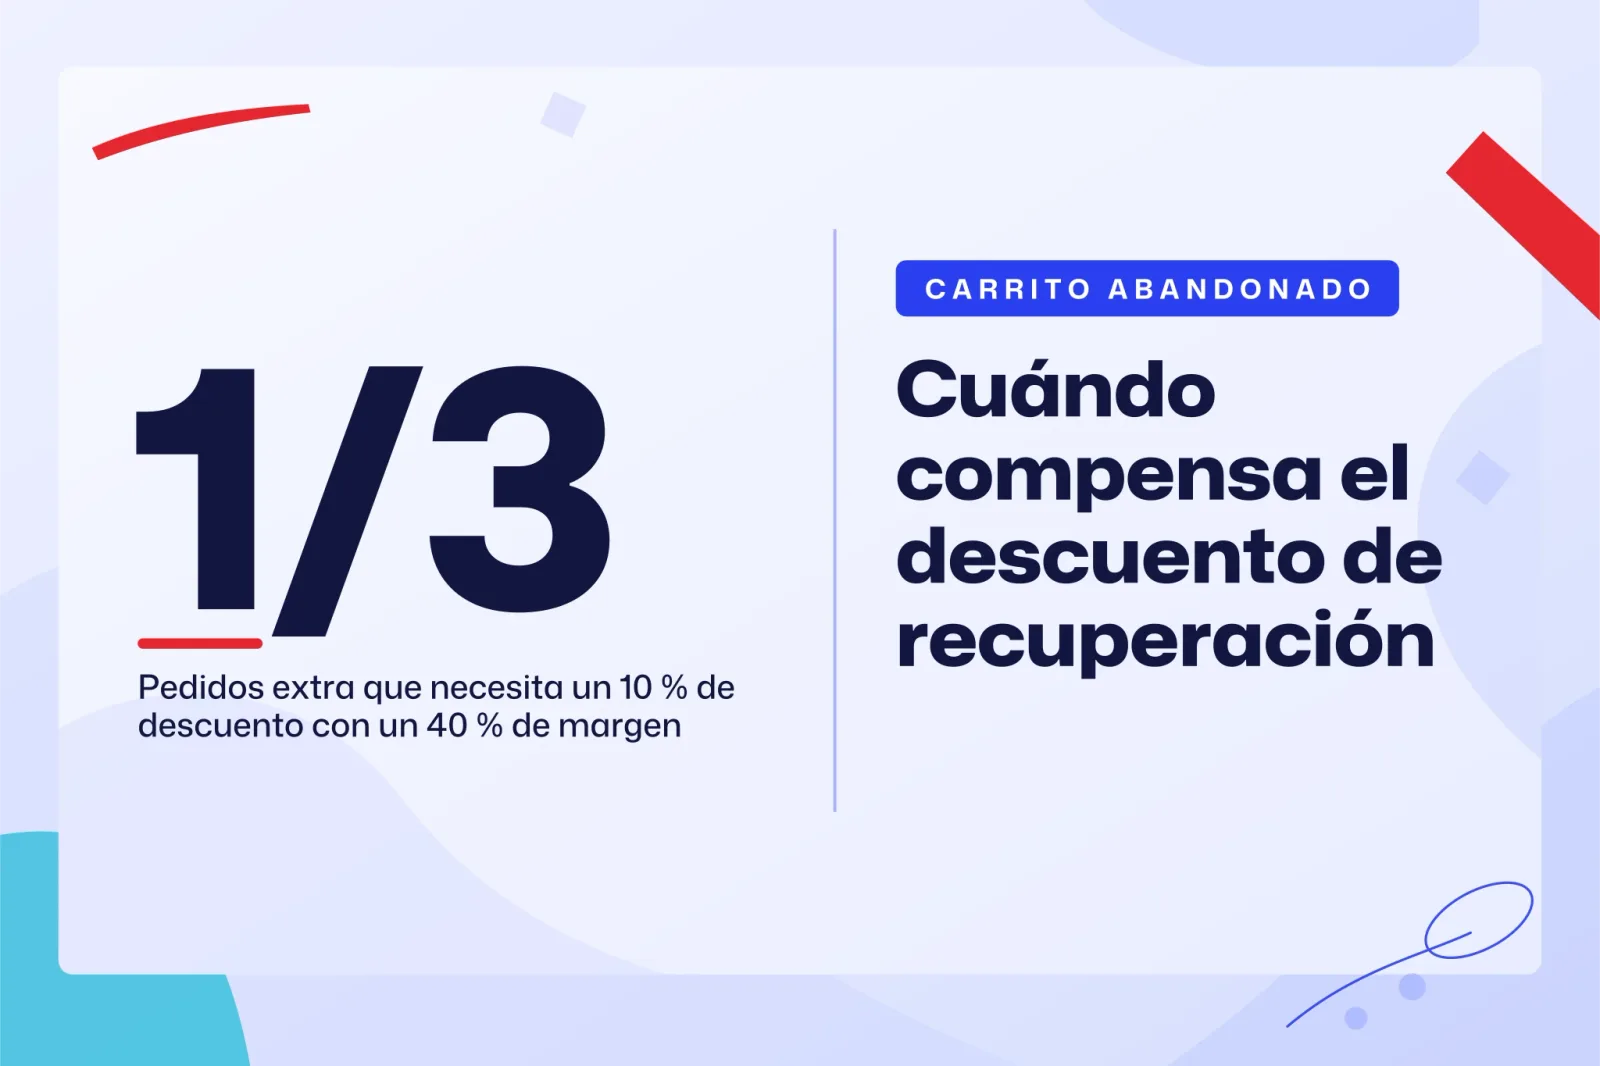 1/3
Pedidos extra que necesita un 10 % de
descuento con un 40 % de margen
CARRITO ABANDONADO
Cuándo
compensa el
descuento de
recuperación